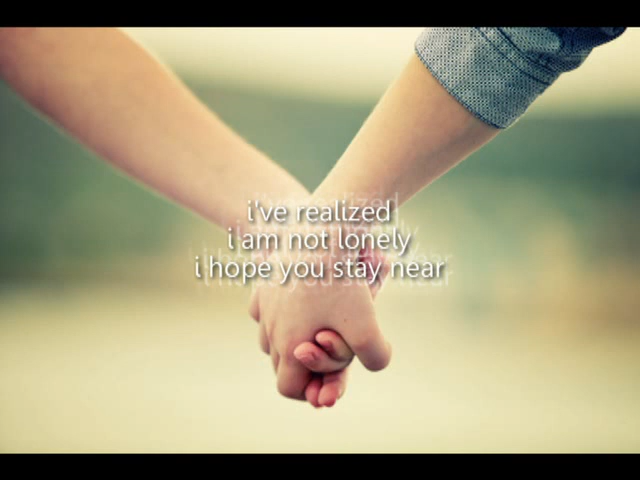 i've realized
i am not lonely
i hope you stay near